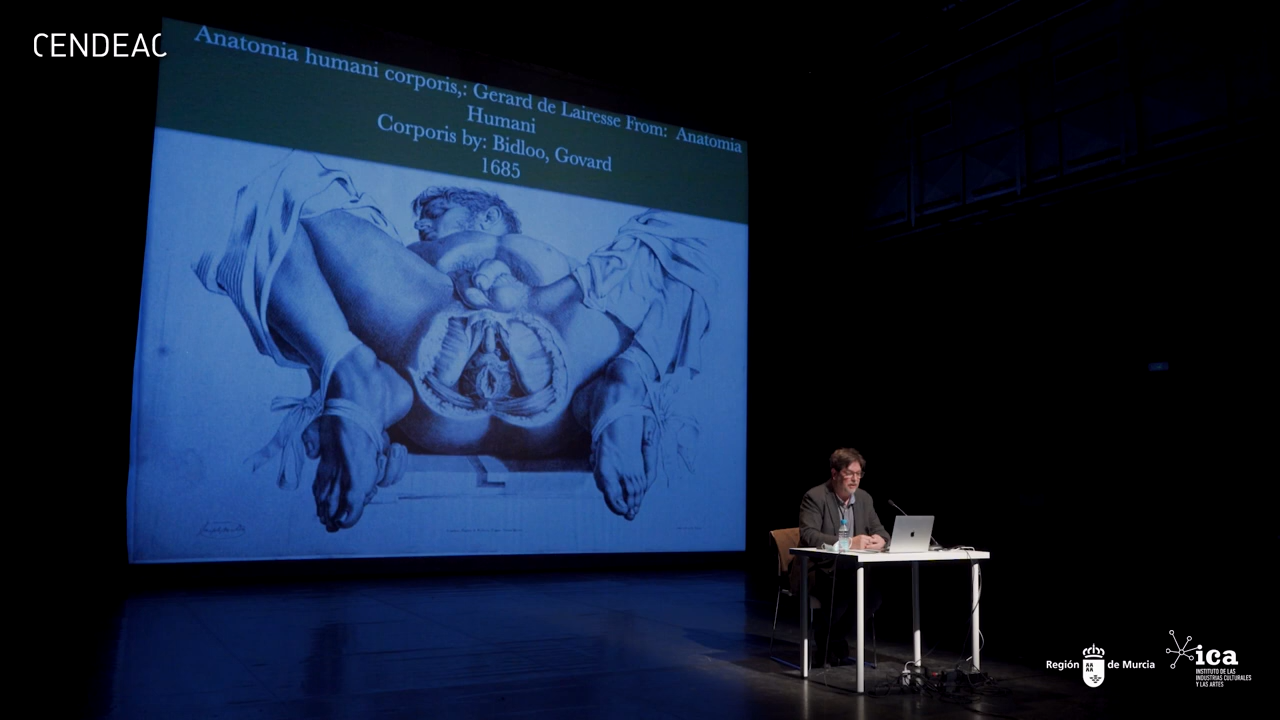 CENDEAC
Anatomia humani corporis,: Gerard de Lairesse From: Anatomia
Humani
Corporis by: Bidloo, Govard
1685
Región de Murcia
ica
INSTITUTO DE LAS
INDUSTRIAS CULTURALES
Y LAS ARTES